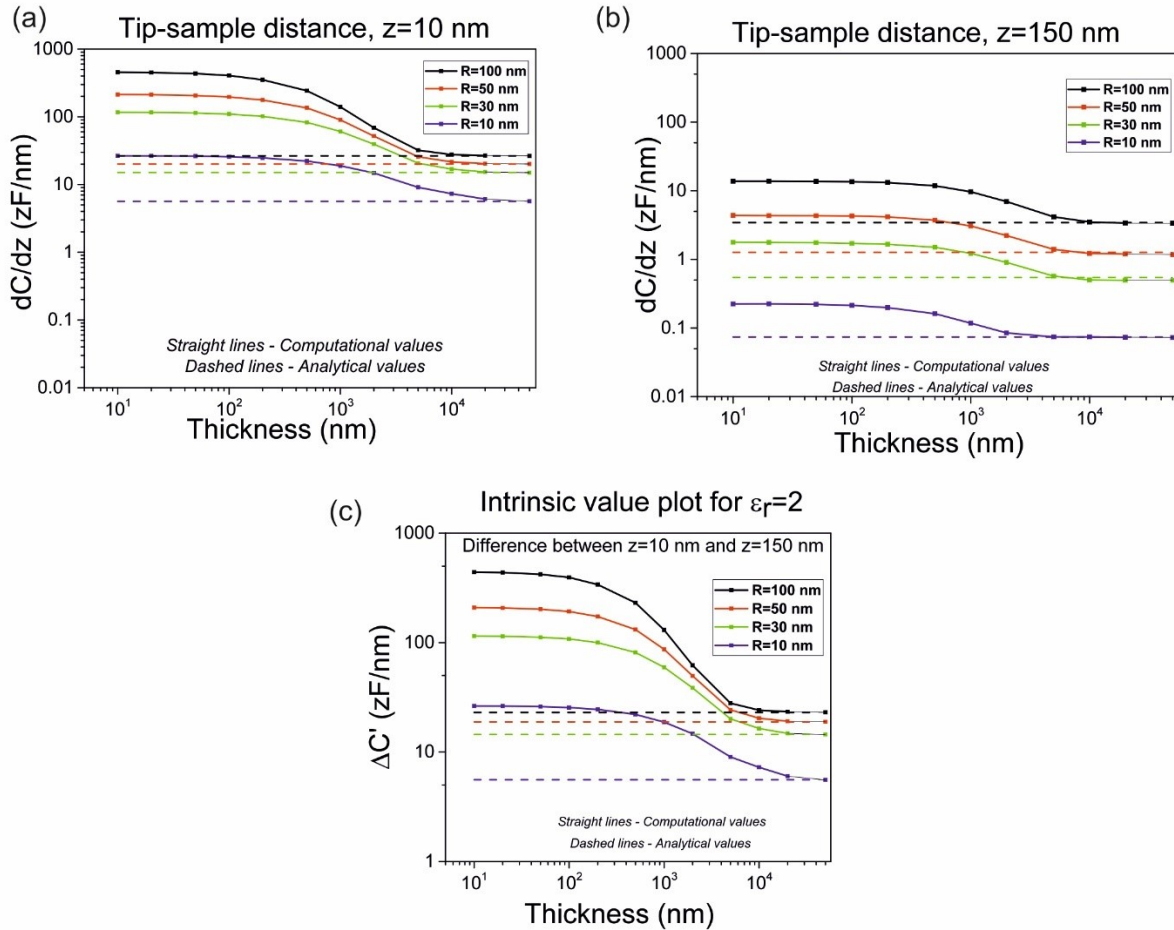 (a)
Tip-sample distance, z=10 nm
1000
100
10
1
0.1
0.01
dC/dz (zF/nm)
R=100 nm
R=50 nm
R=30 nm
R=10 nm
Straight lines - Computational values
Dashed lines - Analytical values
10¹ 10² 10³ 10⁴
Thickness (nm)
(b)
Tip-sample distance, z=150 nm
1000
100
10
1
0.1
0.01
dC/dz (zF/nm)
R=100 nm
R=50 nm
R=30 nm
R=10 nm
Straight lines - Computational values
Dashed lines - Analytical values
10¹ 10² 10³ 10⁴
Thickness (nm)
(c)
Intrinsic value plot for εr=2
Difference between z=10 nm and z=150 nm
1000
100
10
1
ΔC' (zF/nm)
R=100 nm
R=50 nm
R=30 nm
R=10 nm
Straight lines - Computational values
Dashed lines - Analytical values
10¹ 10² 10³ 10⁴
Thickness (nm)